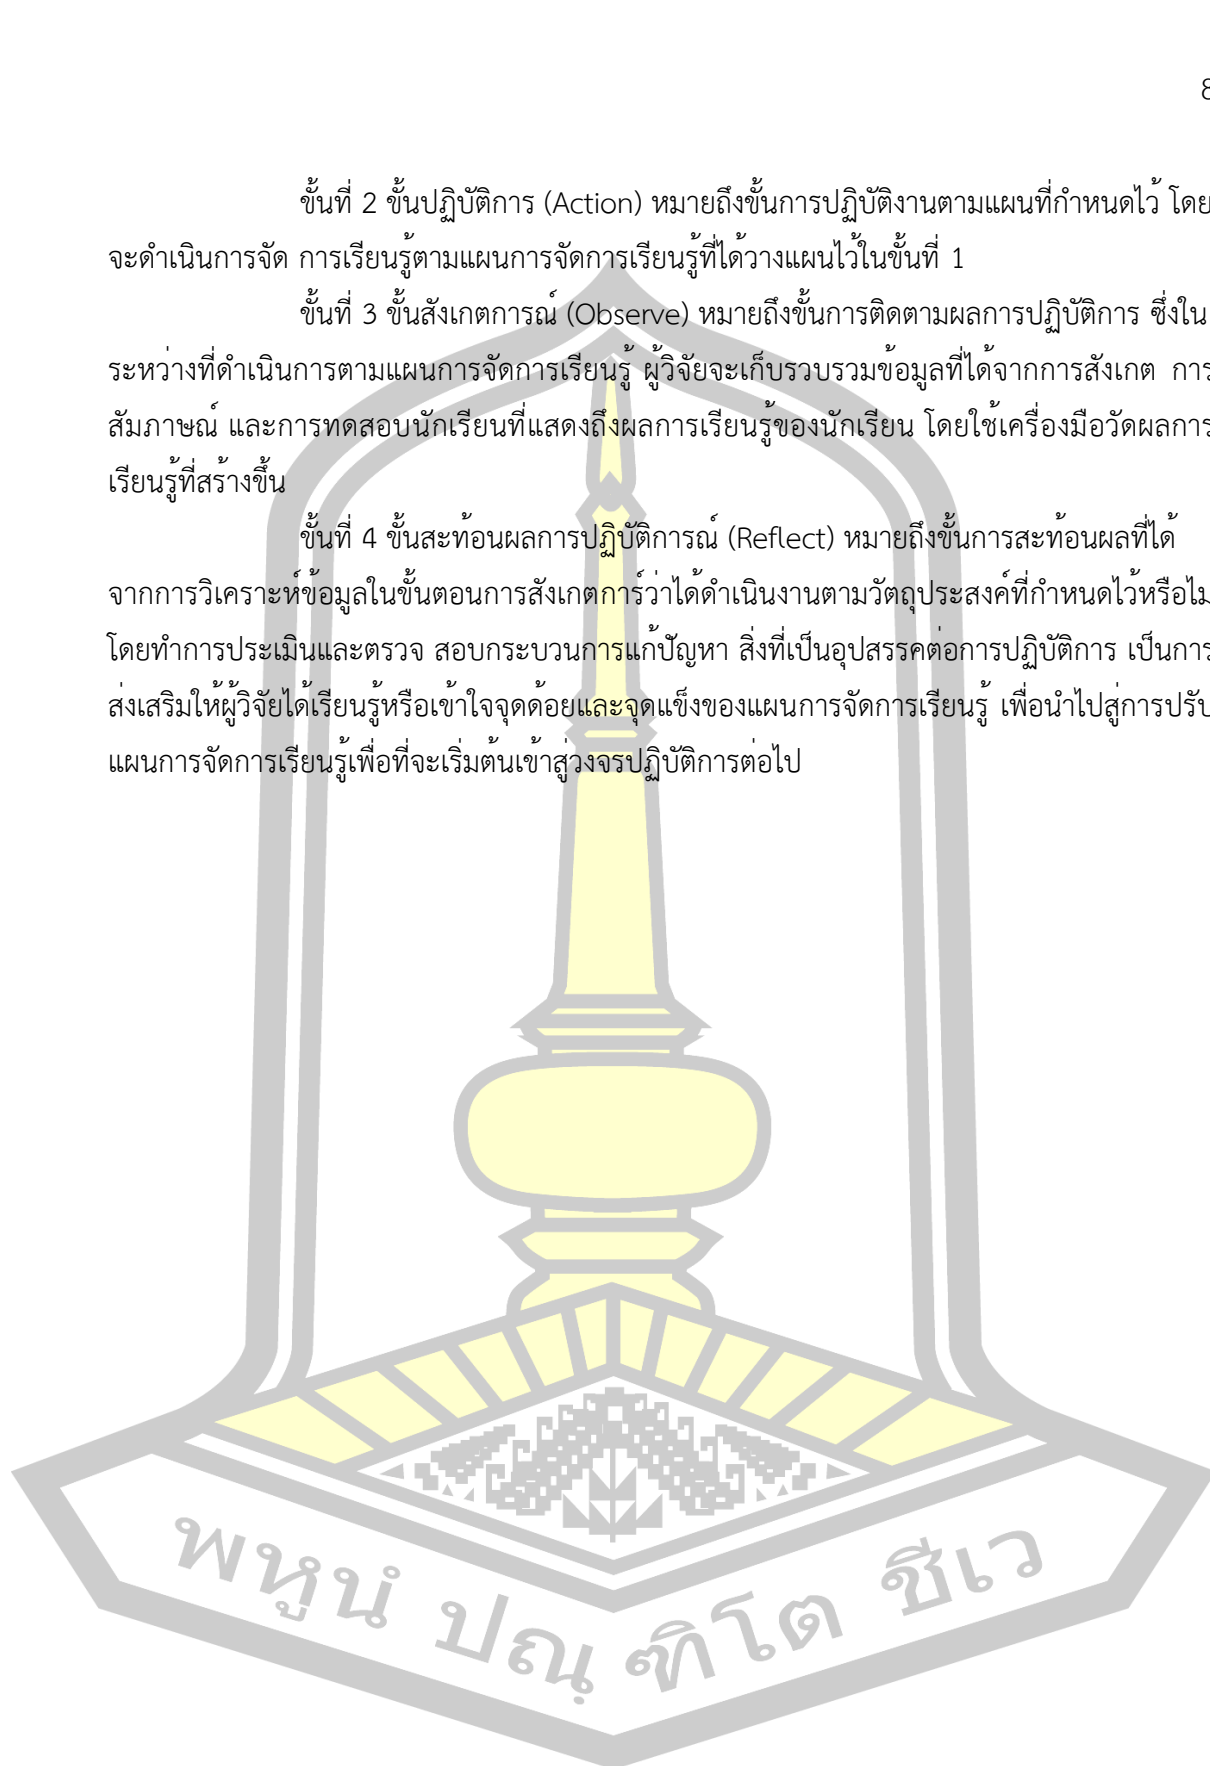 8
ขั้นที่ 2 ขั้นปฏิบัติการ (Action) หมายถึงขั้นการปฏิบัติงานตามแผนที่กำหนดไว้ โดย
จะดำเนินการจัด การเรียนรู้ตามแผนการจัดการเรียนรู้ที่ได้วางแผนไว้ในขั้นที่ 1
ขั้นที่ 3 ขั้นสังเกตการณ์ (Observe) หมายถึงขั้นการติดตามผลการปฏิบัติการ ซึ่งใน
ระหว่างที่ดำเนินการตามแผนการจัดการเรียนรู้ ผู้วิจัยจะเก็บรวบรวมข้อมูลที่ได้จากการสังเกต การ
สัมภาษณ์ และการทดสอบนักเรียนที่แสดงถึงผลการเรียนรู้ของนักเรียน โดยใช้เครื่องมือวัดผลการ
เรียนรู้ที่สร้างขึ้น
ขั้นที่ 4 ขั้นสะท้อนผลการปฏิบัติการณ์ (Reflect) หมายถึงขั้นการสะท้อนผลที่ได้
จากการวิเคราะห์ข้อมูลในขั้นตอนการสังเกตการ์ว่าได้ดำเนินงานตามวัตถุประสงค์ที่กำหนดไว้หรือไม
โดยทำการประเมินและตรวจ สอบกระบวนการแก้ปัญหา สิ่งที่เป็นอุปสรรคต่อการปฏิบัติการ เป็นการ
ส่งเสริมให้ผู้วิจัยได้เรียนรู้หรือเข้าใจจุดด้อยและจุดแข็งของแผนการจัดการเรียนรู้ เพื่อนำไปสู่การปรับ
แผนการจัดการเรียนรู้เพื่อที่จะเริ่มต้นเข้าสู่วงจรปฏิบัติการต่อไป
พหูนํ ปณฺฑิโต ชีเว